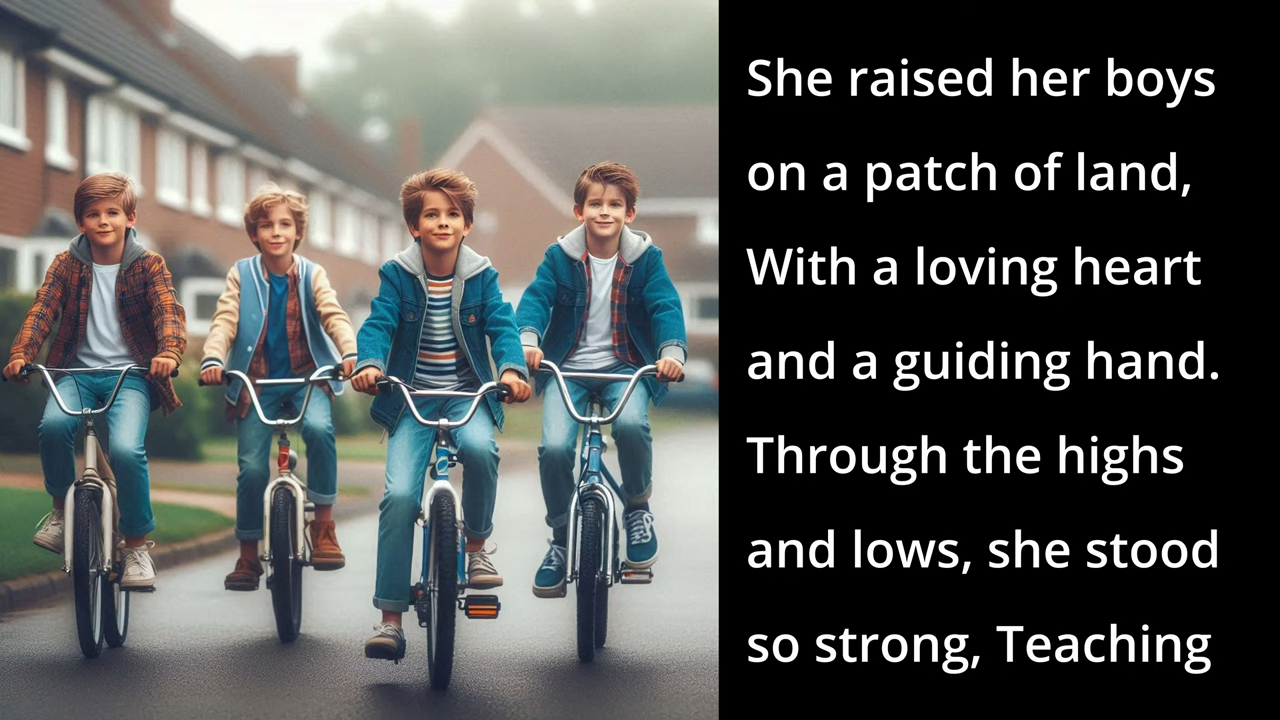 She raised her boys
on a patch of land,
With a loving heart
and a guiding hand.
Through the highs
and lows, she stood
so strong, Teaching